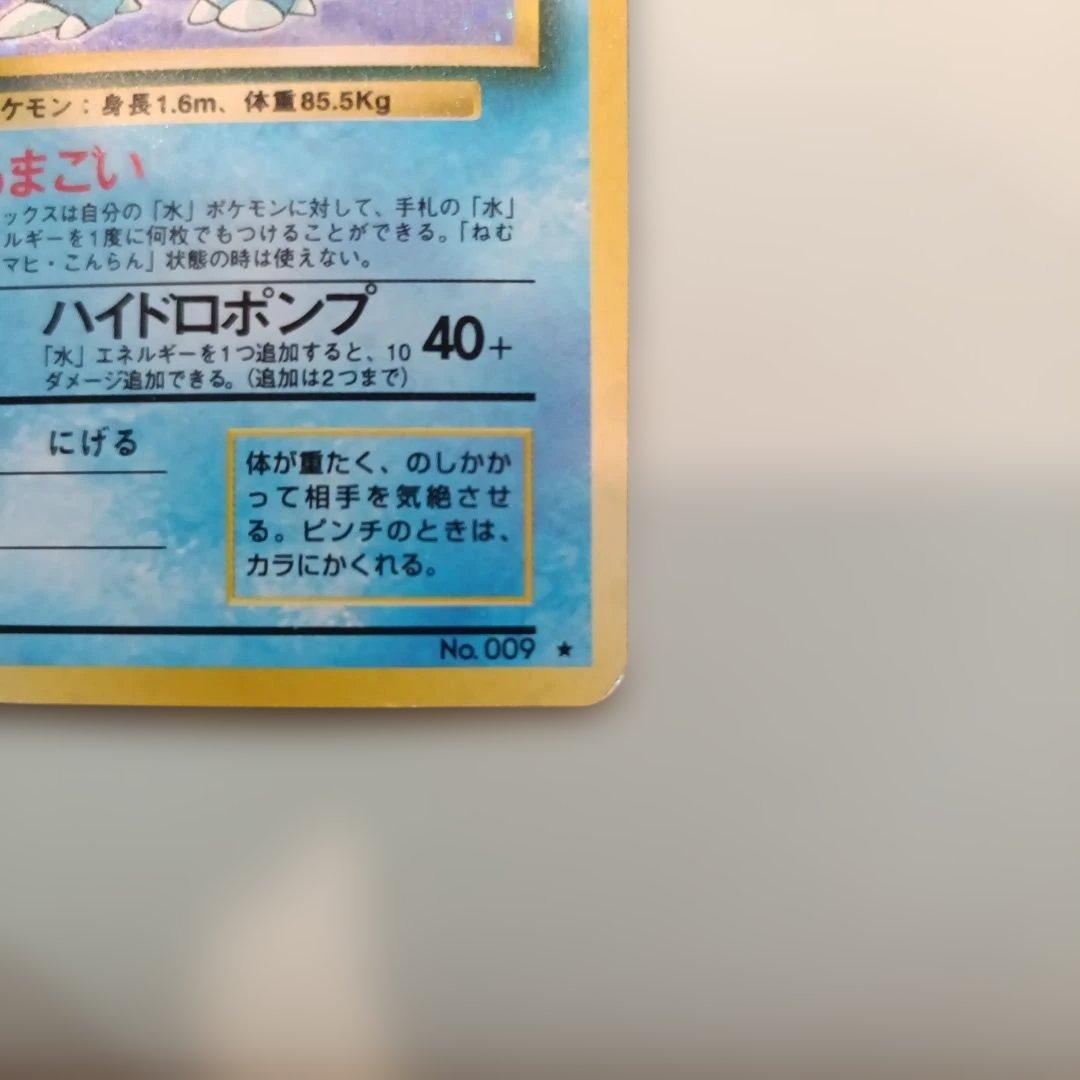 ケモン：身長1.6m、体重85.5Kg
まごい
ックスは自分の「水」ポケモンに対して、手札の「水」
ルギーを1度に何枚でもつけることができる。「ねむ
マヒ・こんらん」状態の時は使えない。
ハイドロポンプ 40+
「水」エネルギーを1つ追加すると、10
ダメージ追加できる。（追加は2つまで）
にげる
体が重たく、のしかか
って相手を気絶させ
る。ピンチのときは、
カラにかくれる。
No. 009 ★